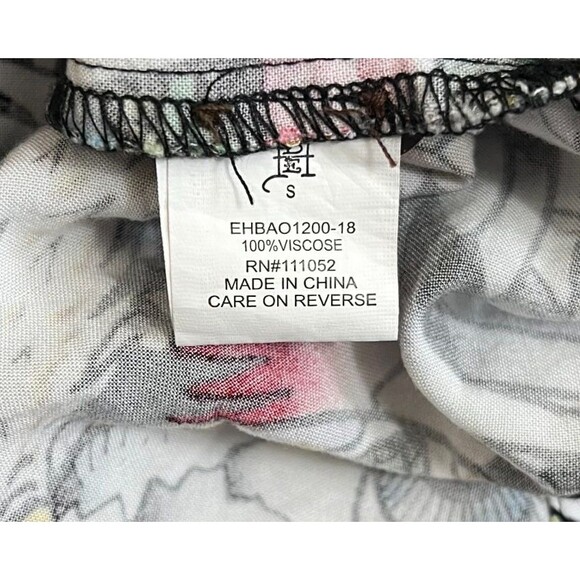 S
EHBAO1200-18
100%VISCOSE
RN#111052
MADE IN CHINA
CARE ON REVERSE